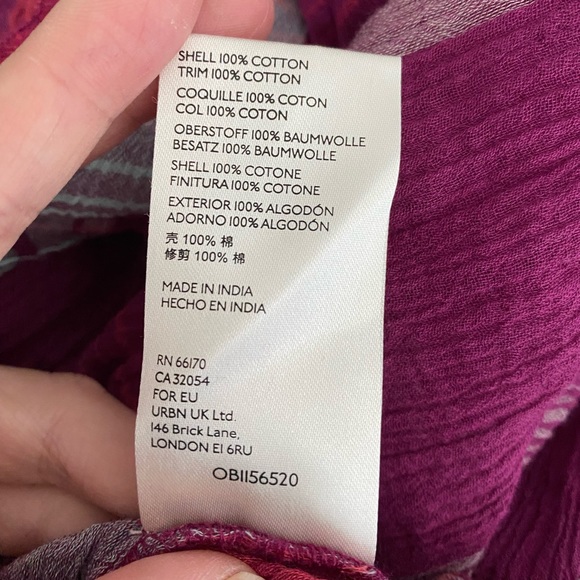 SHELL 100% COTTON
TRIM 100% COTTON
COQUILLE 100% COTON
COL 100% COTON
OBERSTOFF 100% BAUMWOLLE
BESATZ 100% BAUMWOLLE
SHELL 100% COTONE
FINITURA 100% COTONE
EXTERIOR 100% ALGODÓN
ADORNO 100% ALGODÓN
壳 100% 棉
修剪 100% 棉
MADE IN INDIA
HECHO EN INDIA
RN 66170
CA 32054
FOR EU
URBN UK Ltd.
146 Brick Lane,
LONDON E1 6RU
OB1156520